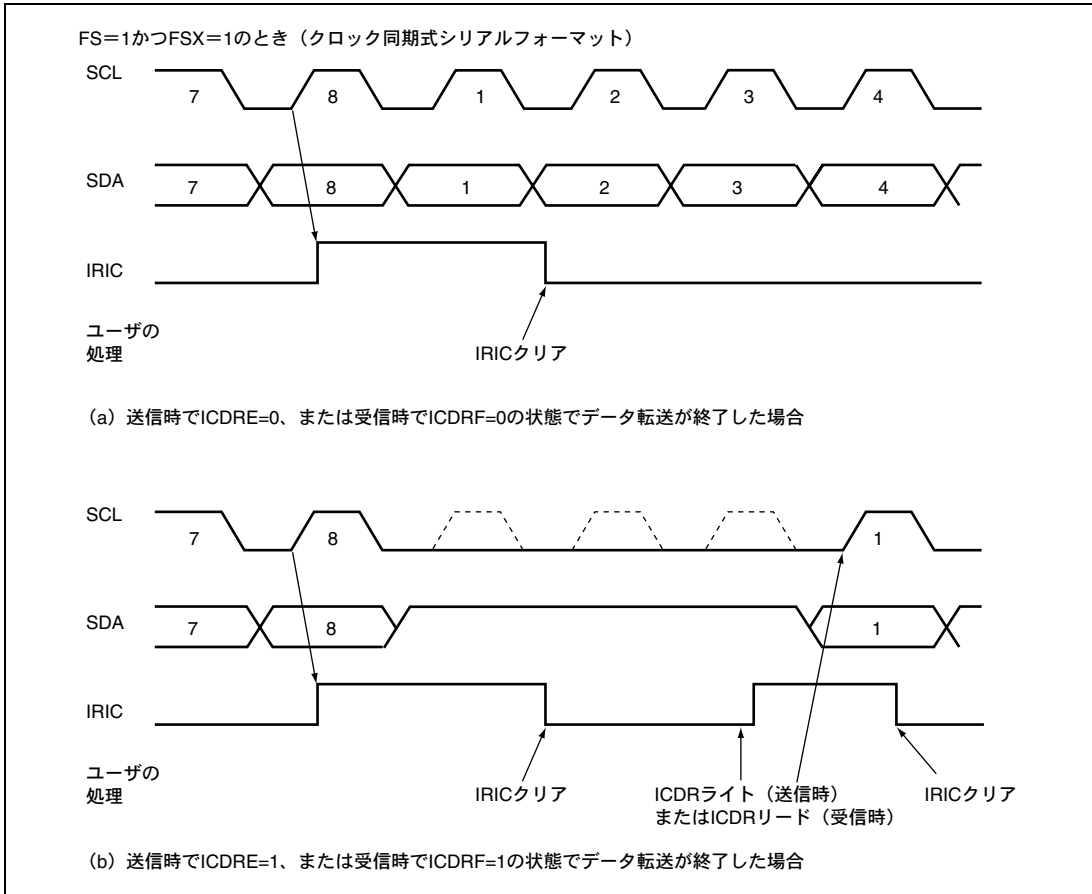 FS=1かつFSX=1のとき（クロック同期式シリアルフォーマット）
SCL
7 8 1 2 3 4
SDA
7 8 1 2 3 4
IRIC
ユーザの
処理
IRICクリア
（a）送信時でICDRE=0、または受信時でICDRF=0の状態でデータ転送が終了した場合
SCL
7 8 1
SDA
7 8 1
IRIC
ユーザの
処理
IRICクリア
ICDRライト（送信時）
またはICDRリード（受信時）
IRICクリア
（b）送信時でICDRE=1、または受信時でICDRF=1の状態でデータ転送が終了した場合